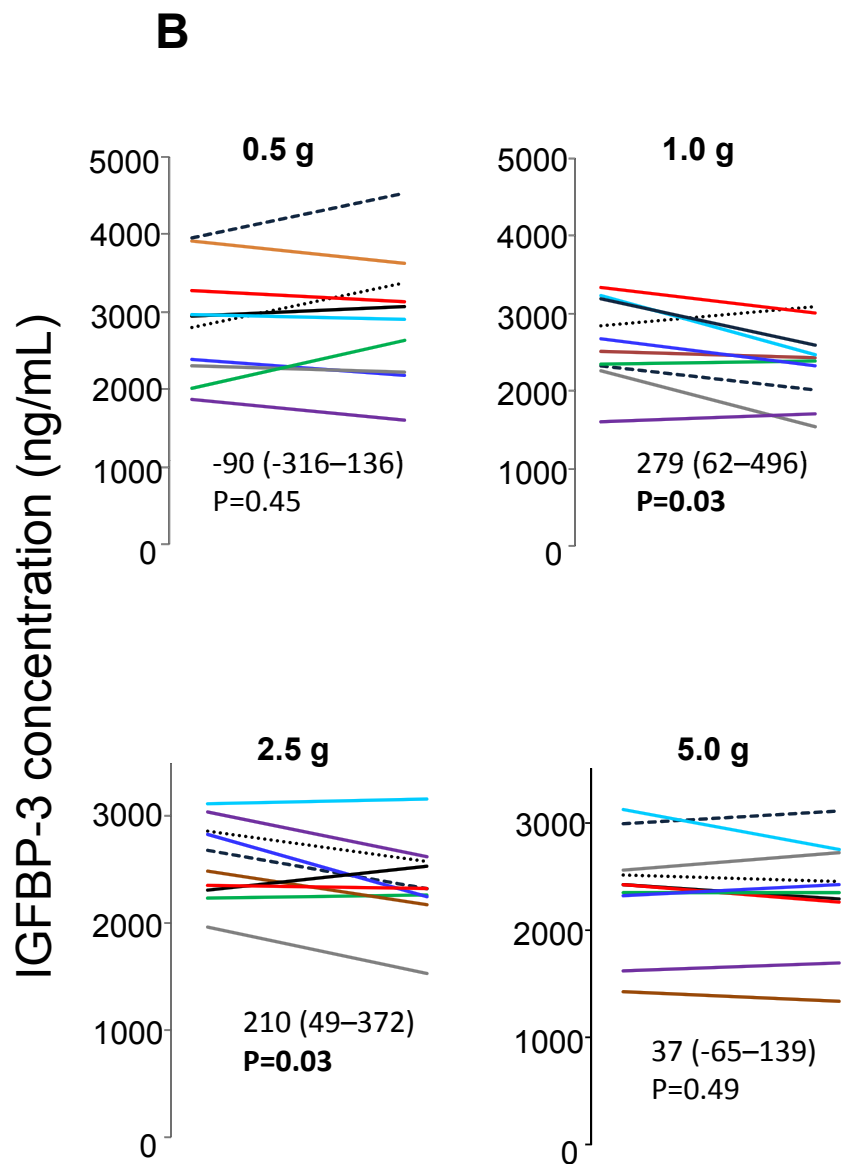 B
IGFBP-3 concentration (ng/mL)
0.5 g
5000
4000
3000
2000
1000
0
-90 (-316–136)
P=0.45
1.0 g
5000
4000
3000
2000
1000
0
279 (62–496)
P=0.03
2.5 g
3000
2000
1000
0
210 (49–372)
P=0.03
5.0 g
3000
2000
1000
0
37 (-65–139)
P=0.49